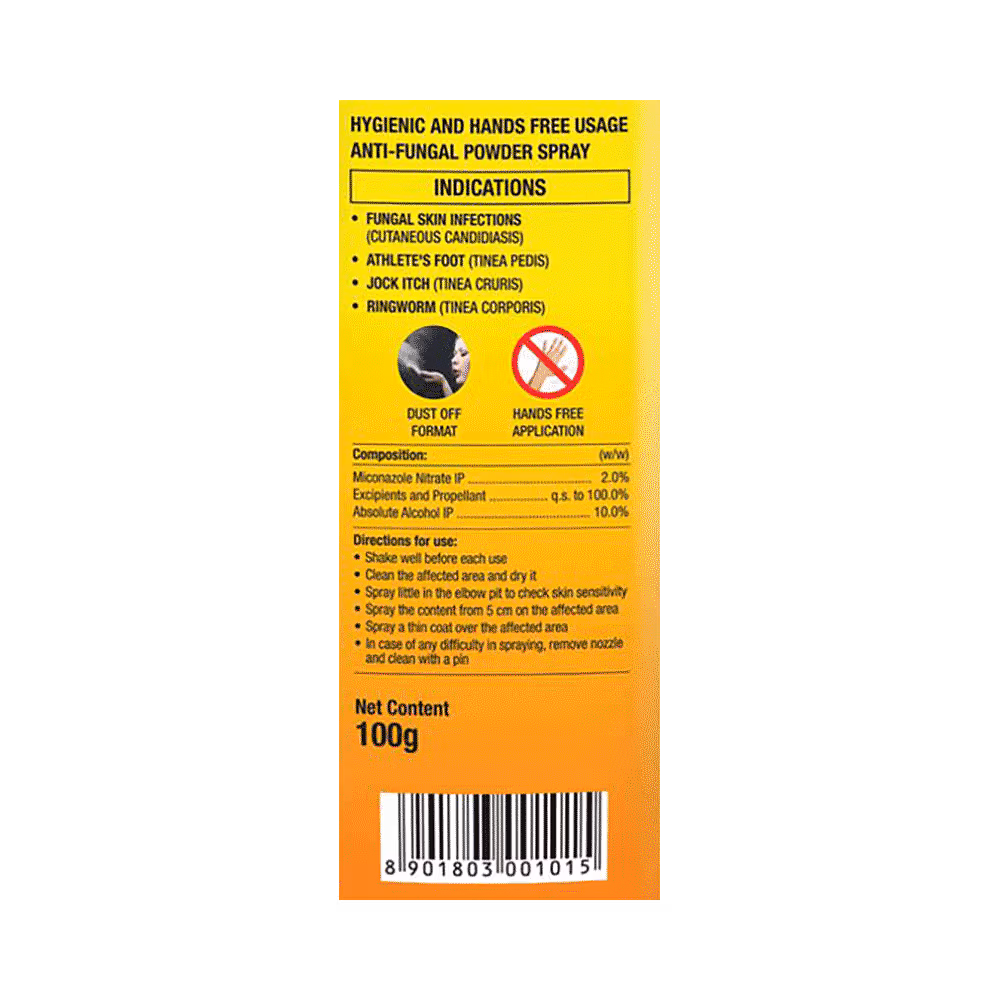 HYGIENIC AND HANDS FREE USAGE
ANTI-FUNGAL POWDER SPRAY
INDICATIONS
• FUNGAL SKIN INFECTIONS
(CUTANEOUS CANDIDIASIS)
• ATHLETE'S FOOT (TINEA PEDIS)
• JOCK ITCH (TINEA CRURIS)
• RINGWORM (TINEA CORPORIS)
DUST OFF
FORMAT
HANDS FREE
APPLICATION
Composition: (w/w)
Miconazole Nitrate IP .......... 2.0%
Excipients and Propellant .......... q.s. to 100.0%
Absolute Alcohol IP .......... 10.0%
Directions for use:
• Shake well before each use
• Clean the affected area and dry it
• Spray little in the elbow pit to check skin sensitivity
• Spray the content from 5 cm on the affected area
• Spray a thin coat over the affected area
• In case of any difficulty in spraying, remove nozzle
and clean with a pin
Net Content
100g
8 901803 001015